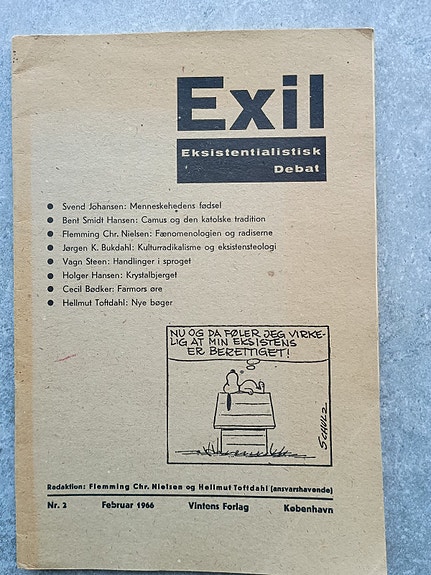 Exil
Eksistentialistisk
Debat
● Svend Johansen: Menneskehedens fødsel
● Bent Smidt Hansen: Camus og den katolske tradition
● Flemming Chr. Nielsen: Fænomenologien og radiserne
● Jørgen K. Bukdahl: Kulturradikalisme og eksistensteologi
● Vagn Steen: Handlinger i sproget
● Holger Hansen: Krystalbjerget
● Cecil Bødker: Farmors øre
● Hellmut Toftdahl: Nye bøger
NU OG DA FØLER JEG VIRKE-
LIG AT MIN EKSISTENS
ER BERETTIGET!
SCHULZ
Redaktion: Flemming Chr. Nielsen og Hellmut Toftdahl (ansvarshavende)
Nr. 2 Februar 1966 Vintens Forlag København